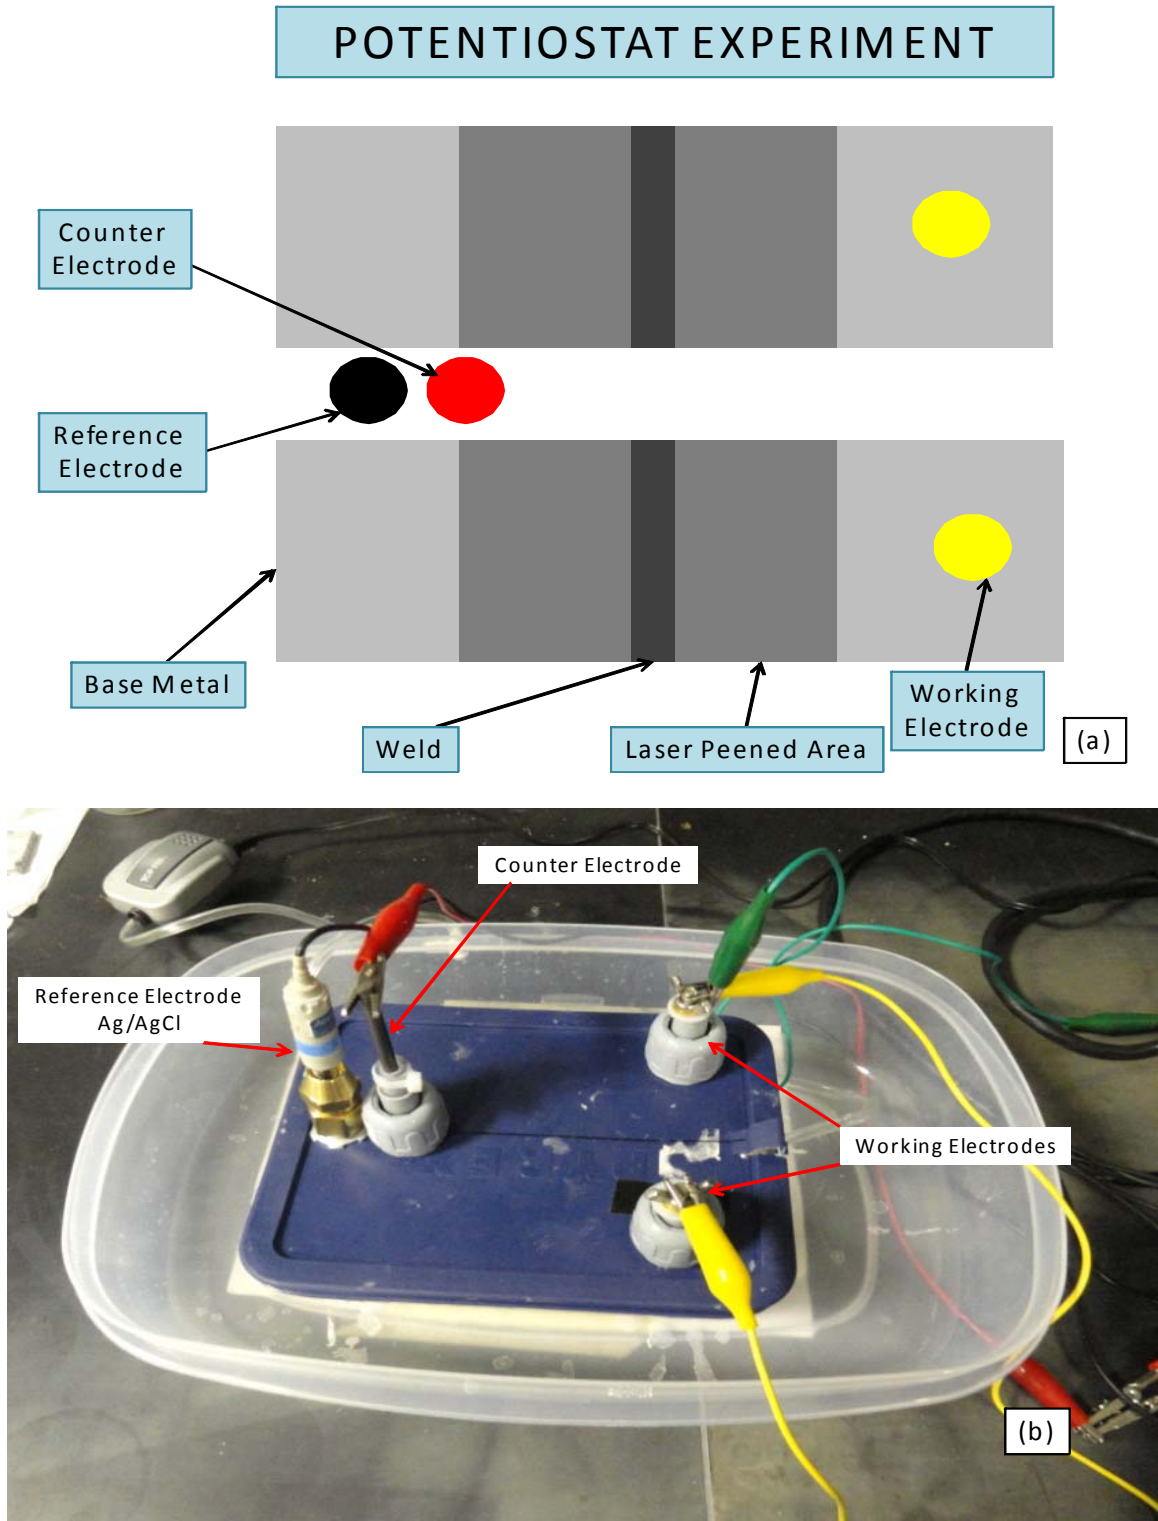 POTENTIOSTAT EXPERIMENT
Counter
Electrode
Reference
Electrode
Base Metal
Weld
Laser Peened Area
Working
Electrode
(a)
Counter Electrode
Reference Electrode
Ag/AgCl
Working Electrodes
(b)